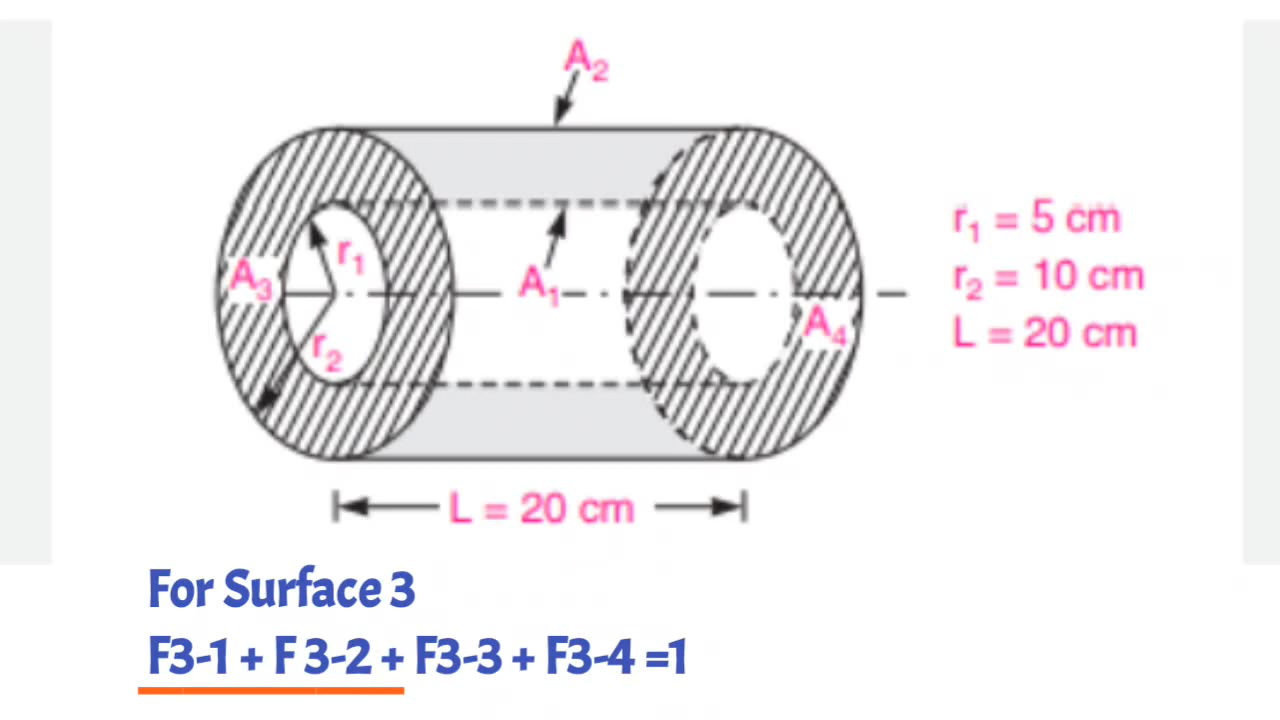 A₂
r₁
A₃
r₂
A₁
A₄
r₁ = 5 cm
r₂ = 10 cm
L = 20 cm
L = 20 cm
For Surface 3
F3-1 + F 3-2 + F3-3 + F3-4 =1